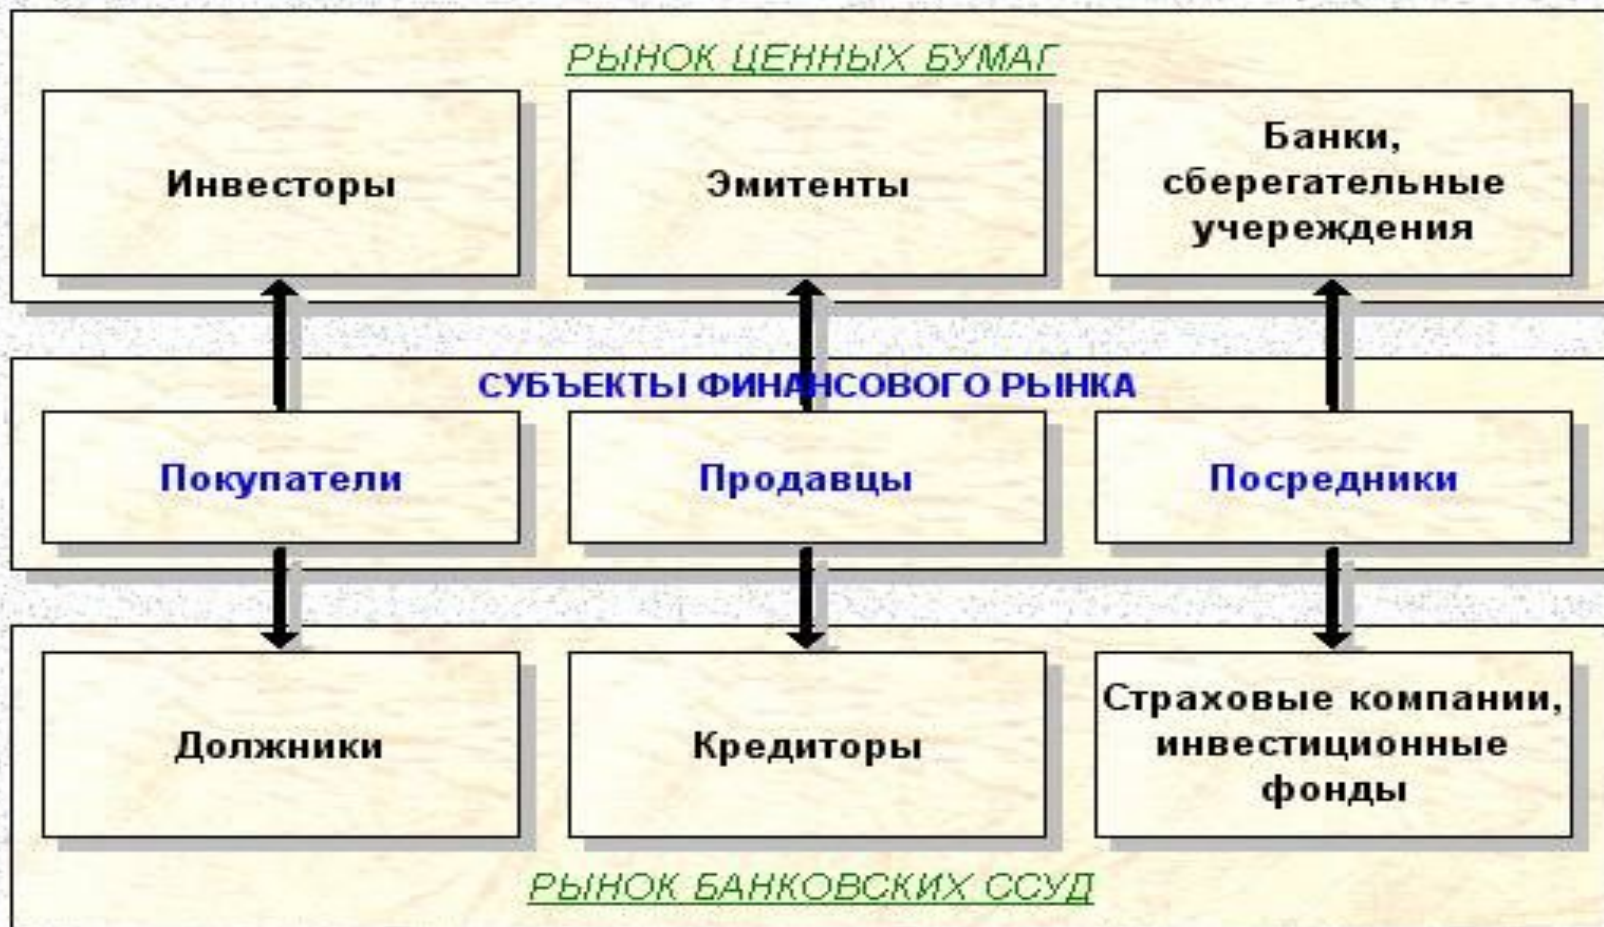 РЫНОК ЦЕННЫХ БУМАГ
Инвесторы
Эмитенты
Банки,
сберегательные
учереждения
СУБЪЕКТЫ ФИНАНСОВОГО РЫНКА
Покупатели
Продавцы
Посредники
Должники
Кредиторы
Страховые компании,
инвестиционные
фонды
РЫНОК БАНКОВСКИХ ССУД